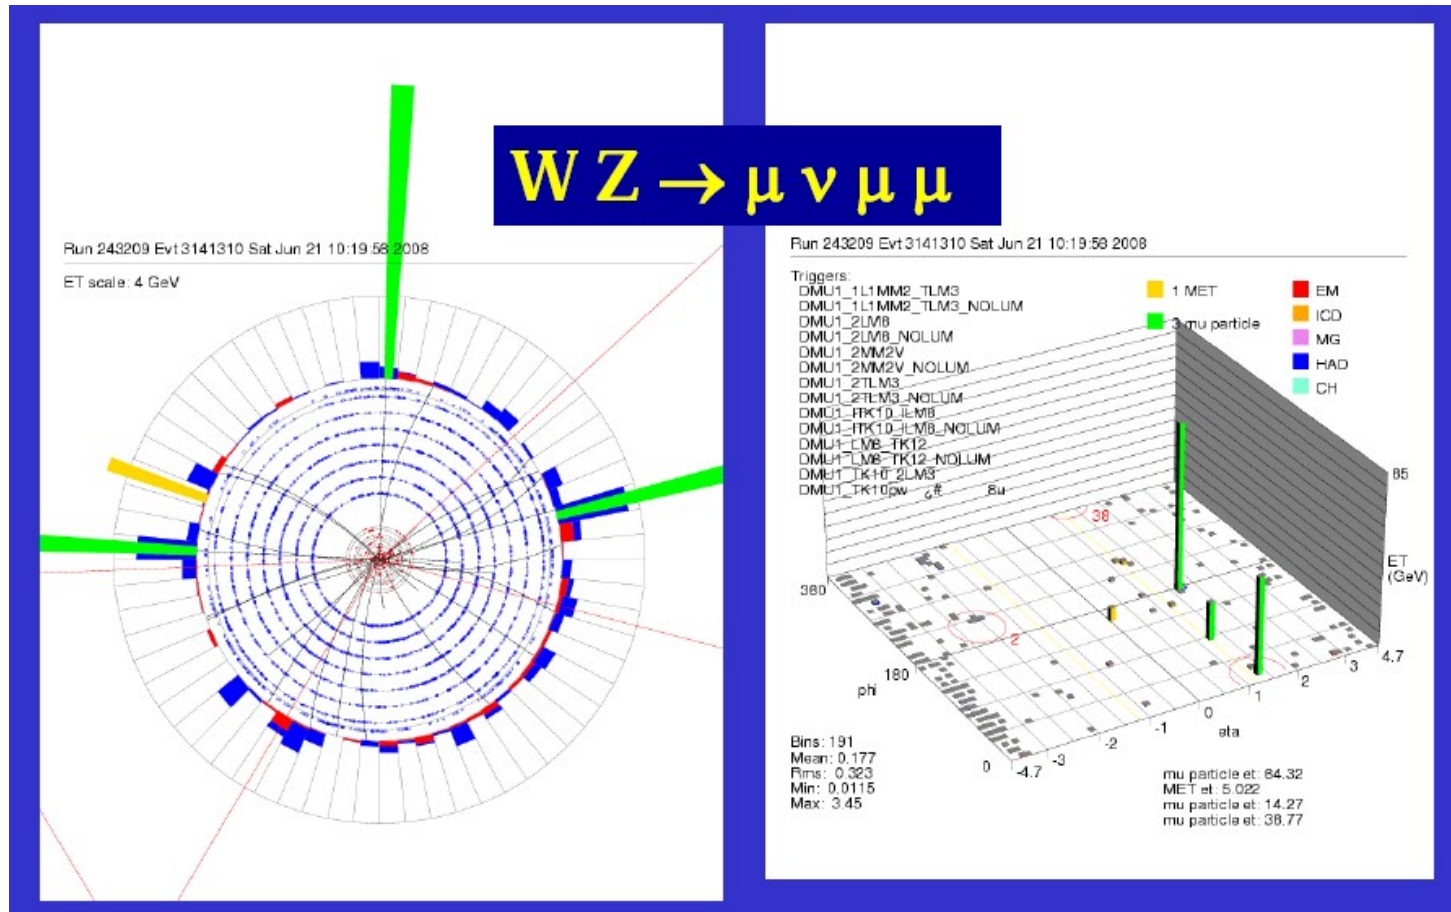 W Z → μ ν μ μ
Run 243209 Evt 3141310 Sat Jun 21 10:19:58 2008
ET scale: 4 GeV
Run 243209 Evt 3141310 Sat Jun 21 10:19:58 2008
Triggers:
DMU1_1L1MM2_TLM3
DMU1_1L1MM2_TLM3_NOLUM
DMU1_2LM8
DMU1_2LM8_NOLUM
DMU1_2MM2V
DMU1_2MM2V_NOLUM
DMU1_2TLM3
DMU1_2TLM3_NOLUM
DMU1_LM6_TK12
DMU1_LM6_TK12_NOLUM
DMU1_TK10_2LM3
1 MET
3 mu particle
EM
ICD
MG
HAD
CH
38
2
85
ET
(GeV)
360
180
phi
0
-4.7
-3
-2
-1
0
1
2
3
4.7
eta
Bins: 191
Mean: 0.177
Rms: 0.323
Min: 0.0115
Max: 3.45
mu particle et: 64.32
MET et: 5.022
mu particle et: 14.27
mu particle et: 38.77